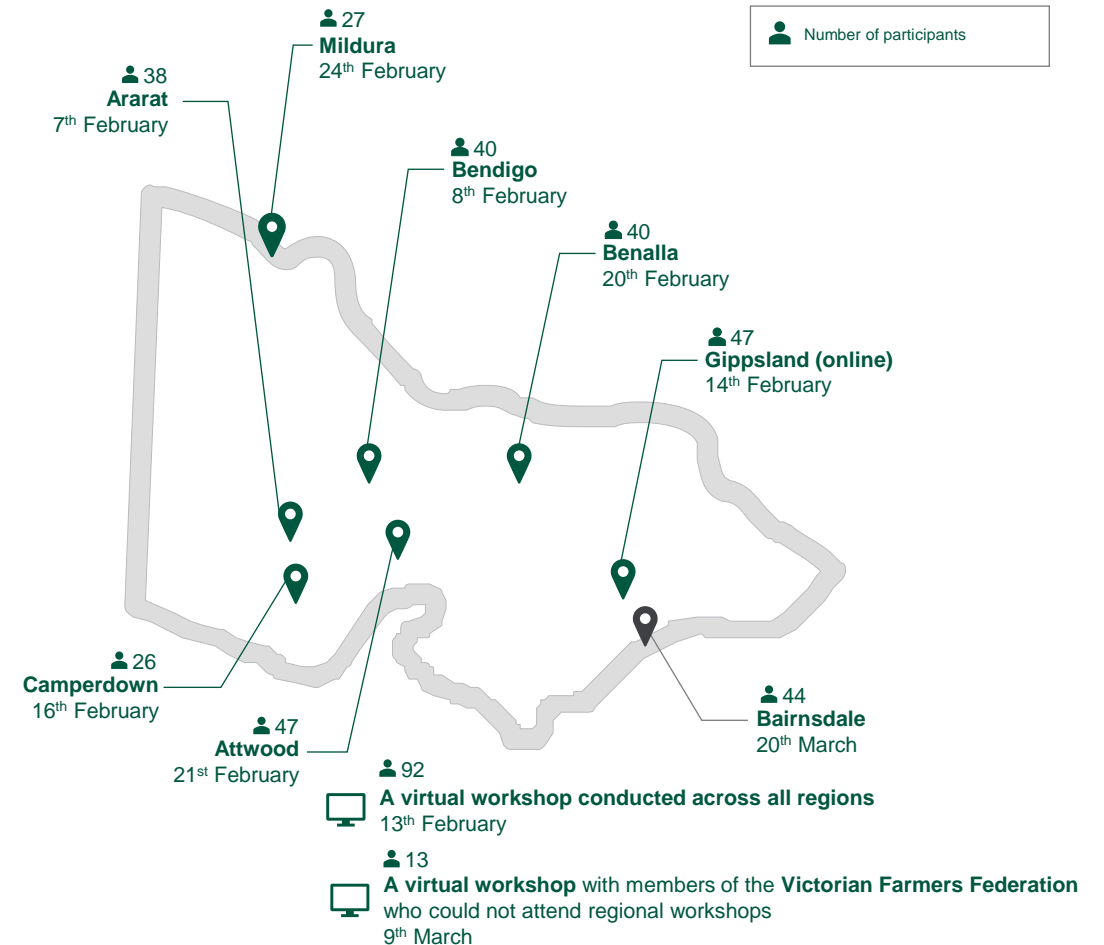 27
Mildura
24th February
Number of participants
38
Ararat
7th February
40
Bendigo
8th February
40
Benalla
20th February
47
Gippsland (online)
14th February
26
Camperdown
16th February
47
Attwood
21st February
44
Bairnsdale
20th March
92
A virtual workshop conducted across all regions
13th February
13
A virtual workshop with members of the Victorian Farmers Federation
who could not attend regional workshops
9th March